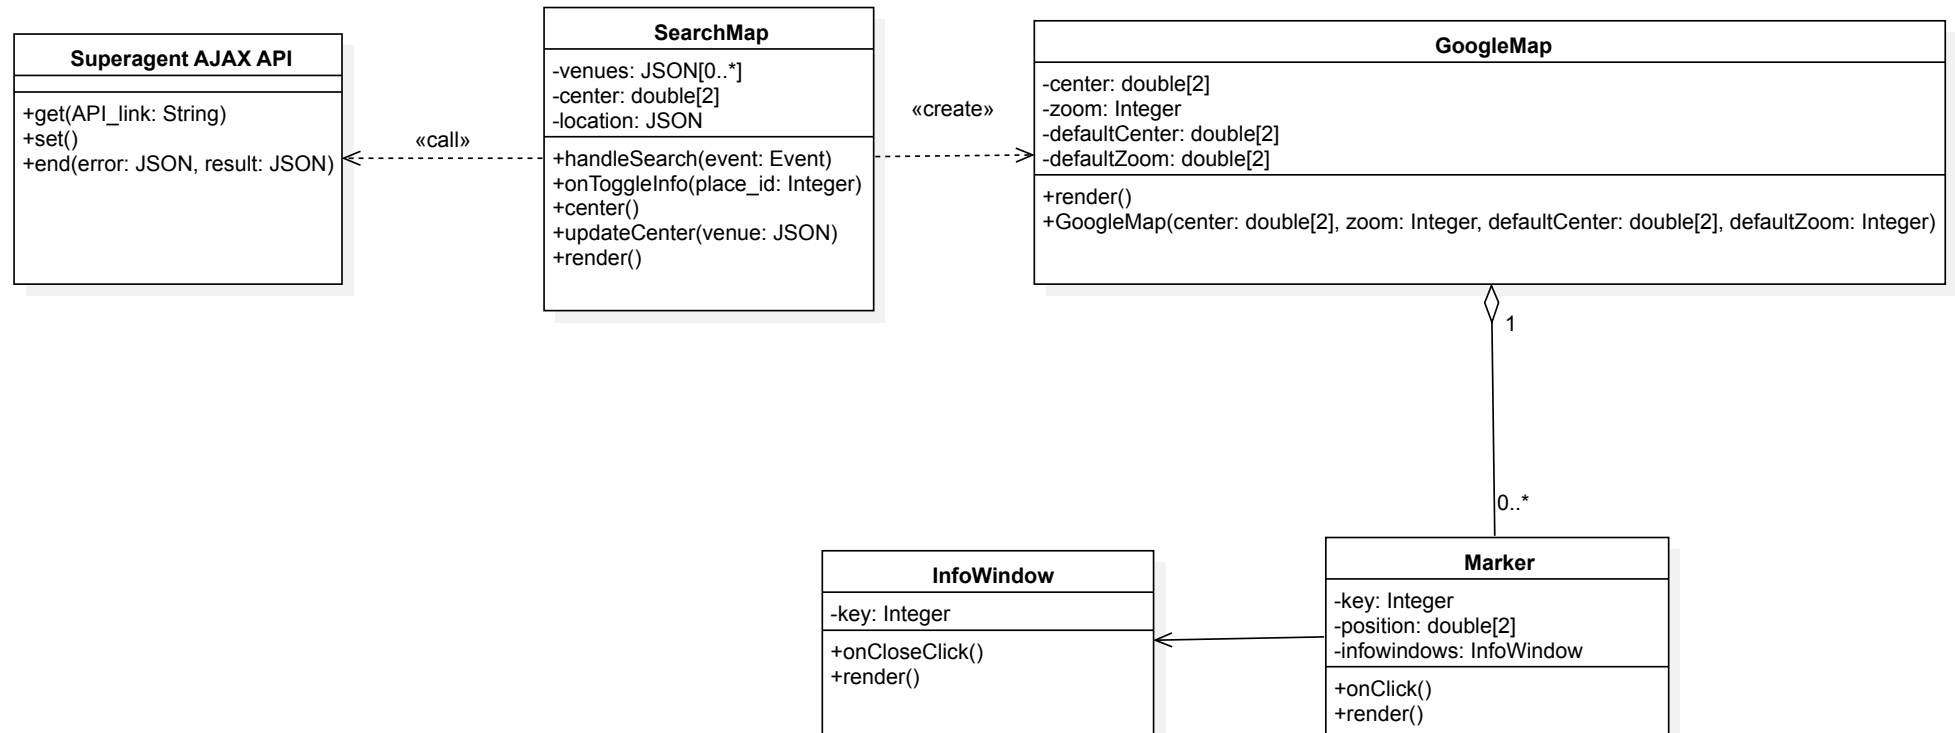 Superagent AJAX API
+get(API_link: String)
+set()
+end(error: JSON, result: JSON)
«call»
SearchMap
-venues: JSON[0..*]
-center: double[2]
-location: JSON
+handleSearch(event: Event)
+onToggleInfo(place_id: Integer)
+center()
+updateCenter(venue: JSON)
+render()
«create»
GoogleMap
-center: double[2]
-zoom: Integer
-defaultCenter: double[2]
-defaultZoom: double[2]
+render()
+GoogleMap(center: double[2], zoom: Integer, defaultCenter: double[2], defaultZoom: Integer)
1
0..*
InfoWindow
-key: Integer
+onCloseClick()
+render()
Marker
-key: Integer
-position: double[2]
-infowindows: InfoWindow
+onClick()
+render()